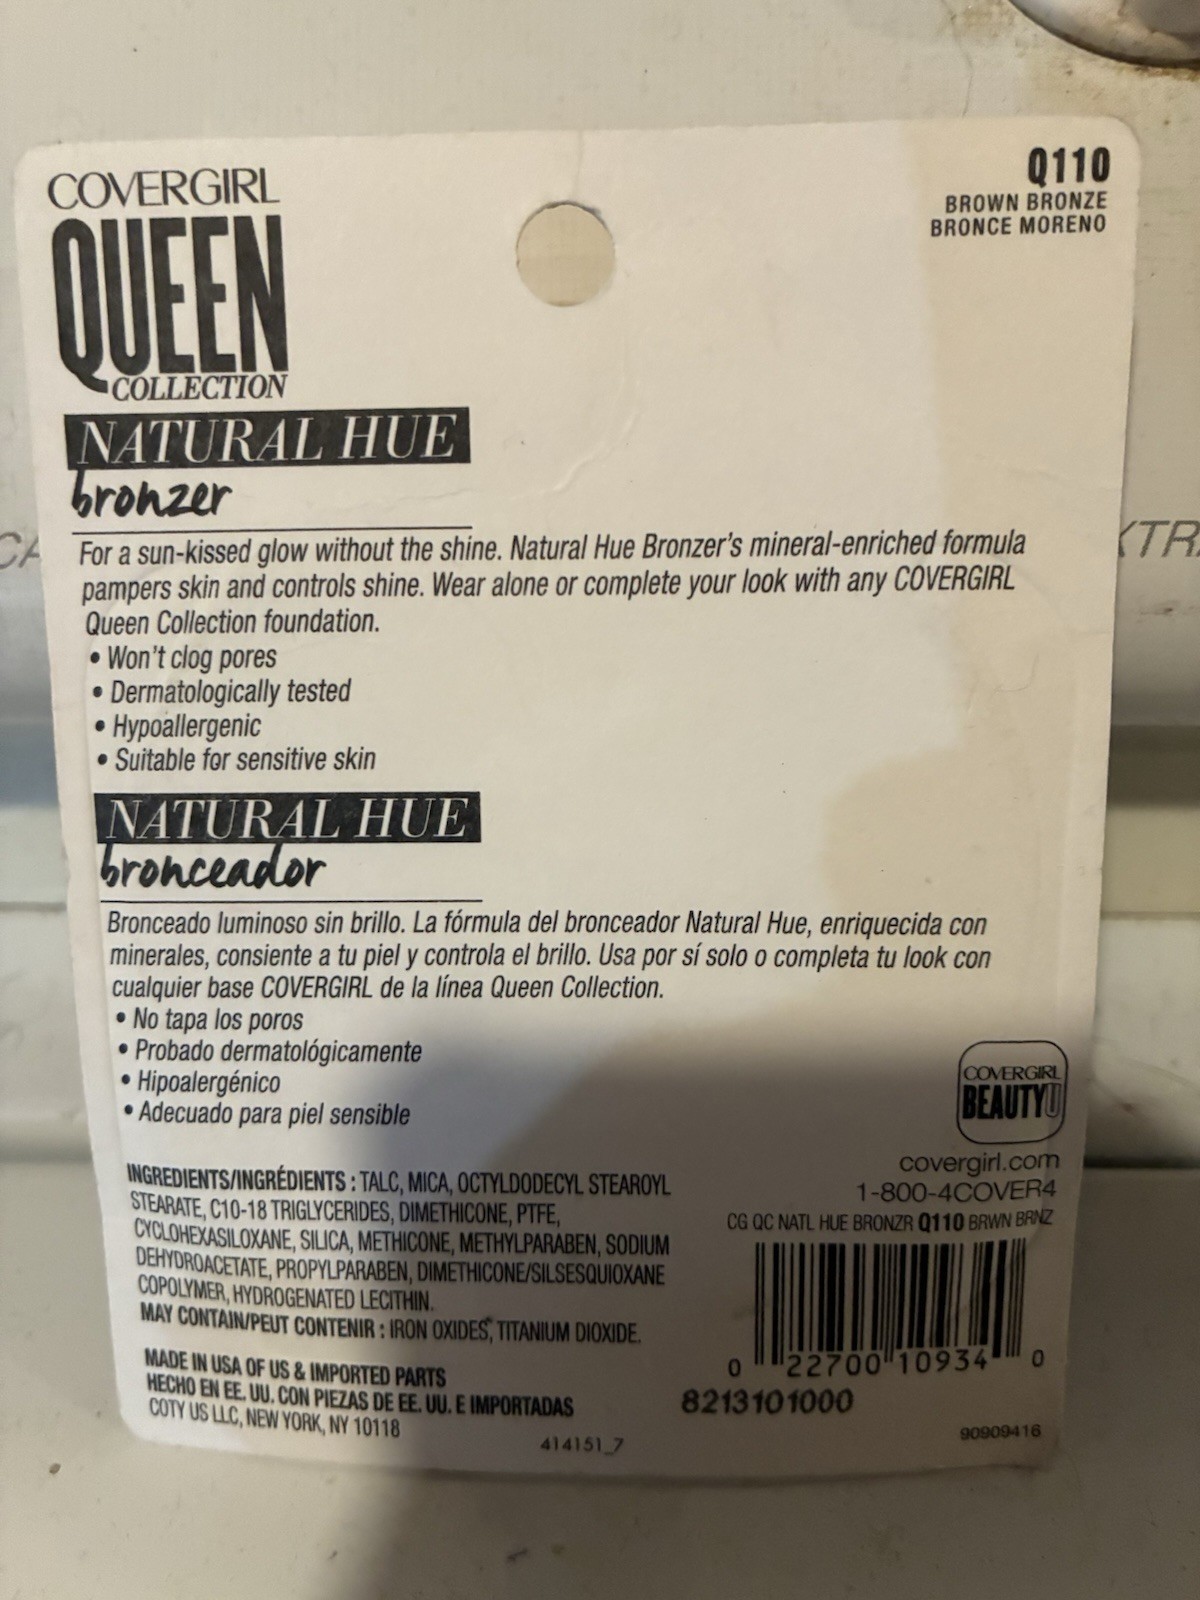 COVERGIRL
QUEEN
COLLECTION
NATURAL HUE
bronzer
Q110
BROWN BRONZE
BRONCE MORENO
For a sun-kissed glow without the shine. Natural Hue Bronzer's mineral-enriched formula
pampers skin and controls shine. Wear alone or complete your look with any COVERGIRL
Queen Collection foundation.
• Won't clog pores
• Dermatologically tested
• Hypoallergenic
• Suitable for sensitive skin
NATURAL HUE
bronceador
Bronceado luminoso sin brillo. La fórmula del bronceador Natural Hue, enriquecida con
minerales, consiente a tu piel y controla el brillo. Usa por sí solo o completa tu look con
cualquier base COVERGIRL de la línea Queen Collection.
• No tapa los poros
• Probado dermatológicamente
• Hipoalergénico
• Adecuado para piel sensible
INGREDIENTS/INGRÉDIENTS : TALC, MICA, OCTYLDODECYL STEAROYL
STEARATE, C10-18 TRIGLYCERIDES, DIMETHICONE, PTFE,
CYCLOHEXASILOXANE, SILICA, METHICONE, METHYLPARABEN, SODIUM
DEHYDROACETATE, PROPYLPARABEN, DIMETHICONE/SILSESQUIOXANE
COPOLYMER, HYDROGENATED LECITHIN.
MAY CONTAIN/PEUT CONTENIR : IRON OXIDES, TITANIUM DIOXIDE.
MADE IN USA OF US & IMPORTED PARTS
HECHO EN EE. UU. CON PIEZAS DE EE. UU. E IMPORTADAS
COTY US LLC, NEW YORK, NY 10118
414151_7
COVERGIRL
BEAUTYU
covergirl.com
1-800-4COVER4
CG QC NATL HUE BRONZR Q110 BRWN BRNZ
0 22700 10934 0
8213101000
90909416